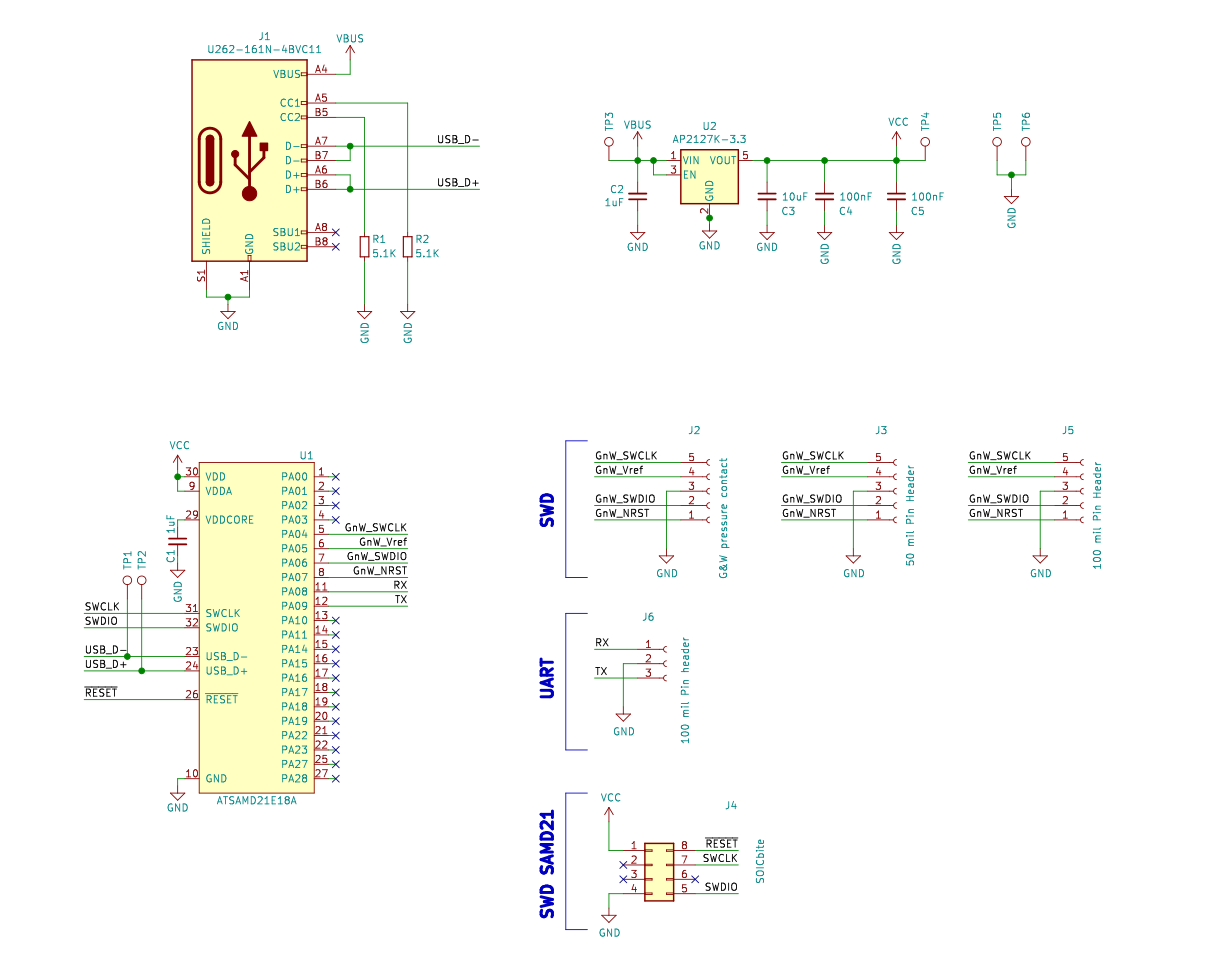 J1
U262-161N-4BVC11
VBUS
VBUS A4
CC1 A5
CC2 B5
D- A7
D- B7
D+ A6
D+ B6
USB_D-
USB_D+
SBU1 A8
SBU2 B8
SHIELD
GND
S1
A1
R1
5.1K
R2
5.1K
GND
GND
GND
TP3
VBUS
U2
AP2127K-3.3
VCC
TP4
TP5
TP6
1 VIN VOUT 5
3 EN
GND
2
C2
1uF
10uF
C3
100nF
C4
100nF
C5
GND
GND
GND
GND
GND
GND
VCC
U1
30 VDD
9 VDDA
29 VDDCORE
C1 1uF
GND
TP1
TP2
SWCLK 31 SWCLK
SWDIO 32 SWDIO
USB_D- 23 USB_D-
USB_D+ 24 USB_D+
RESET 26 RESET
10 GND
GND
PA00 1
PA01 2
PA02 3
PA03 4
PA04 5 GnW_SWCLK
PA05 6 GnW_Vref
PA06 7 GnW_SWDIO
PA07 8 GnW_NRST
PA08 11 RX
PA09 12 TX
PA10 13
PA11 14
PA14 15
PA15 16
PA16 17
PA17 18
PA18 19
PA19 20
PA22 21
PA23 22
PA27 25
PA28 27
ATSAMD21E18A
SWD
J2
GnW_SWCLK 5
GnW_Vref 4
3
GnW_SWDIO 2
GnW_NRST 1
GND
G&W pressure contact
J3
GnW_SWCLK 5
GnW_Vref 4
3
GnW_SWDIO 2
GnW_NRST 1
GND
50 mil Pin Header
J5
GnW_SWCLK 5
GnW_Vref 4
3
GnW_SWDIO 2
GnW_NRST 1
GND
100 mil Pin Header
UART
J6
RX 1
2
TX 3
GND
100 mil Pin header
SWD SAMD21
VCC
J4
1 8 RESET
2 7 SWCLK
3 6
4 5 SWDIO
GND
SOICbite